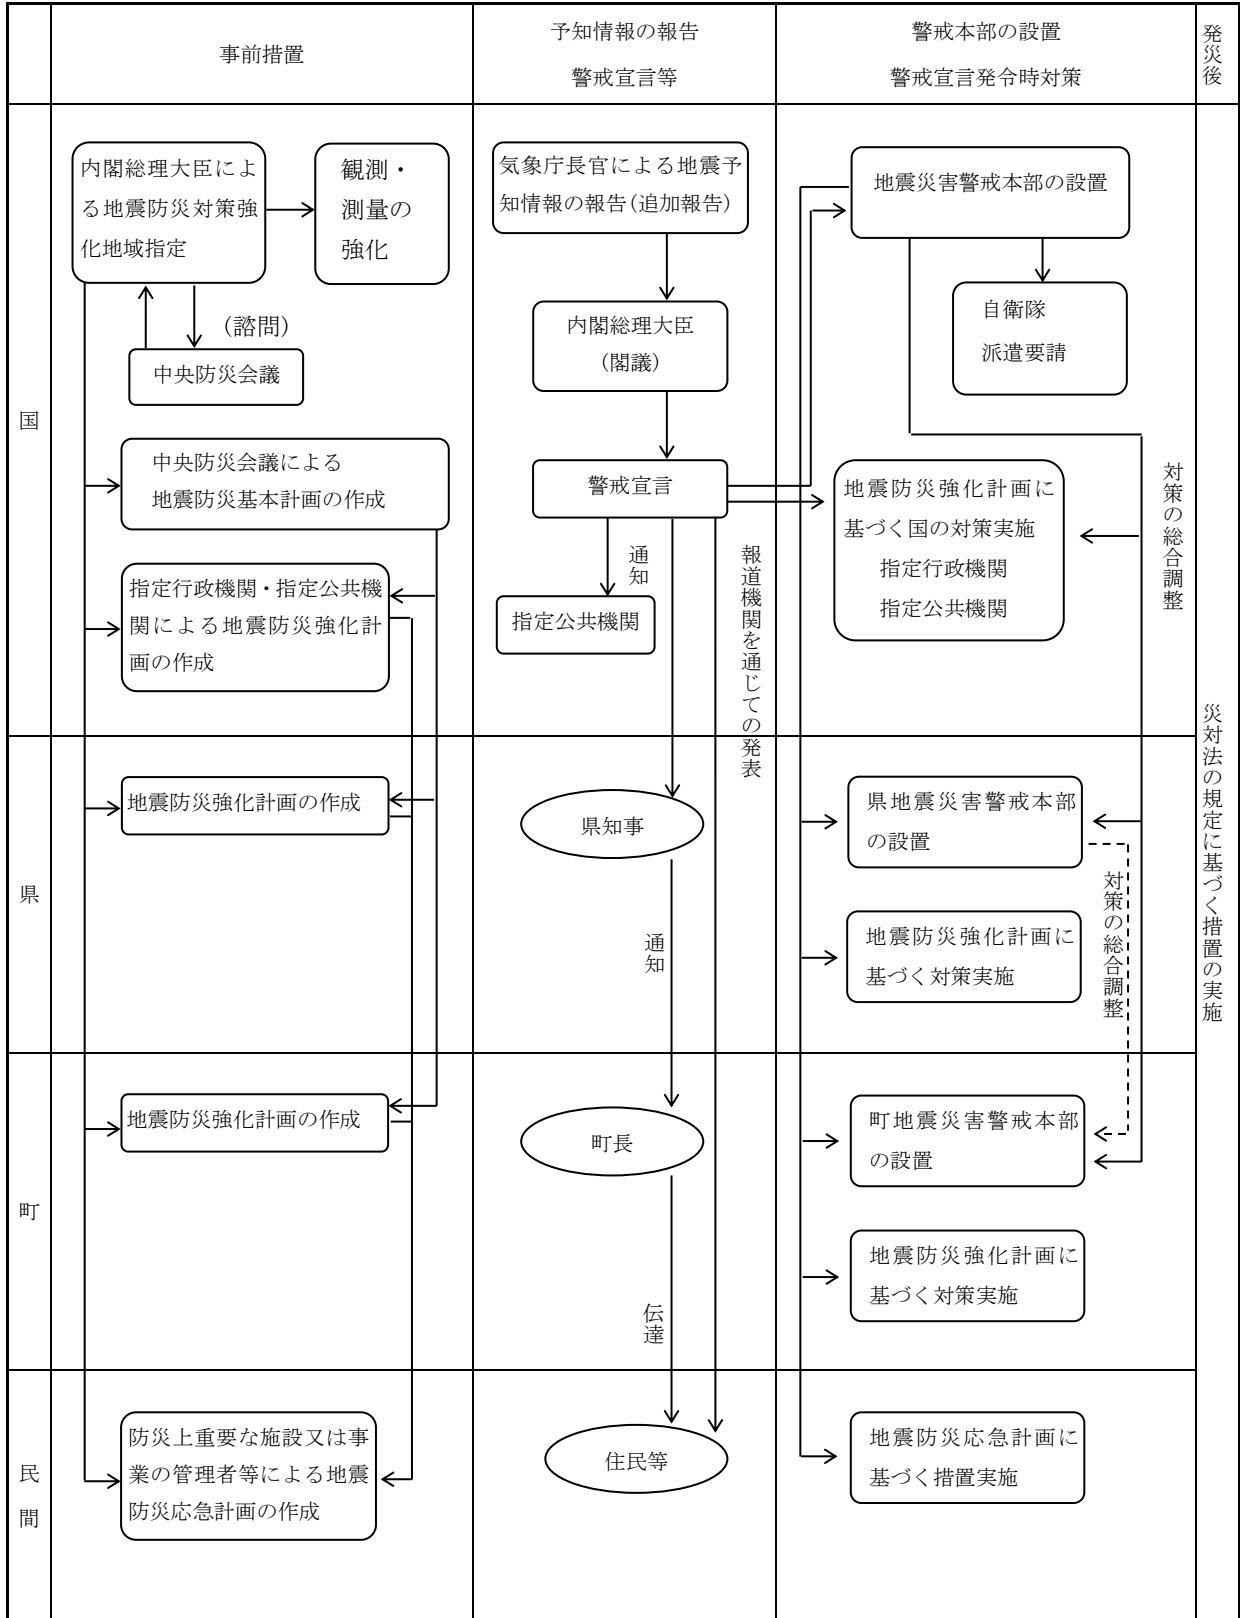 事前措置
予知情報の報告
警戒宣言等
警戒本部の設置
警戒宣言発令時対策
発災後
国
内閣総理大臣によ
る地震防災対策強
化地域指定
観測・
測量の
強化
（諮問）
中央防災会議
中央防災会議による
地震防災基本計画の作成
指定行政機関・指定公共機
関による地震防災強化計
画の作成
気象庁長官による地震予
知情報の報告（追加報告）
内閣総理大臣
（閣議）
警戒宣言
通知
指定公共機関
報道機関を通じての発表
地震災害警戒本部の設置
自衛隊
派遣要請
地震防災強化計画に
基づく国の対策実施
指定行政機関
指定公共機関
対策の総合調整
災対法の規定に基づく措置の実施
県
地震防災強化計画の作成
県知事
通知
県地震災害警戒本部
の設置
地震防災強化計画に
基づく対策実施
対策の総合調整
町
地震防災強化計画の作成
町長
伝達
町地震災害警戒本部
の設置
地震防災強化計画に
基づく対策実施
民間
防災上重要な施設又は事
業の管理者等による地震
防災応急計画の作成
住民等
地震防災応急計画に
基づく措置実施